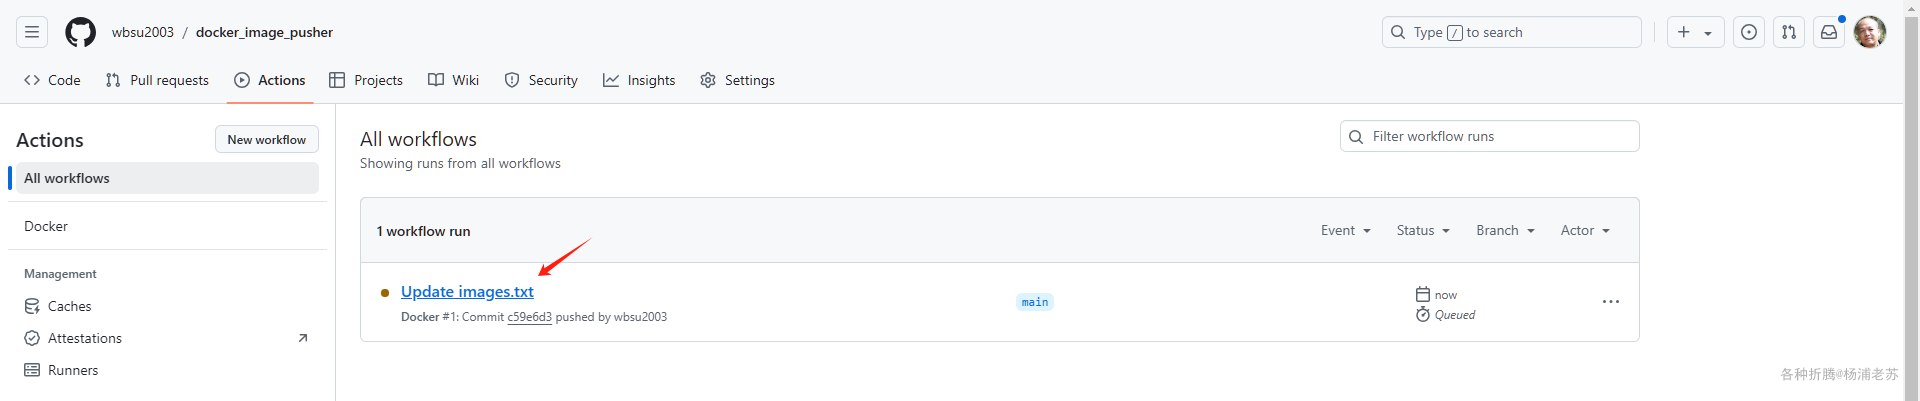 wbsu2003 / docker_image_pusher
Type / to search
Code
Pull requests
Actions
Projects
Wiki
Security
Insights
Settings
Actions
New workflow
All workflows
Docker
Management
Caches
Attestations
Runners
All workflows
Showing runs from all workflows
Filter workflow runs
1 workflow run
Event
Status
Branch
Actor
Update images.txt
Docker #1: Commit c59e6d3 pushed by wbsu2003
main
now
Queued
各种折腾@杨浦老苏